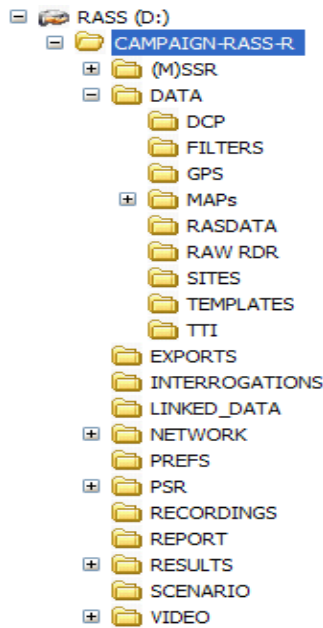 RASS (D:)
CAMPAIGN-RASS-R
(M)SSR
DATA
DCP
FILTERS
GPS
MAPs
RASDATA
RAW RDR
SITES
TEMPLATES
TTI
EXPORTS
INTERROGATIONS
LINKED_DATA
NETWORK
PREFS
PSR
RECORDINGS
REPORT
RESULTS
SCENARIO
VIDEO